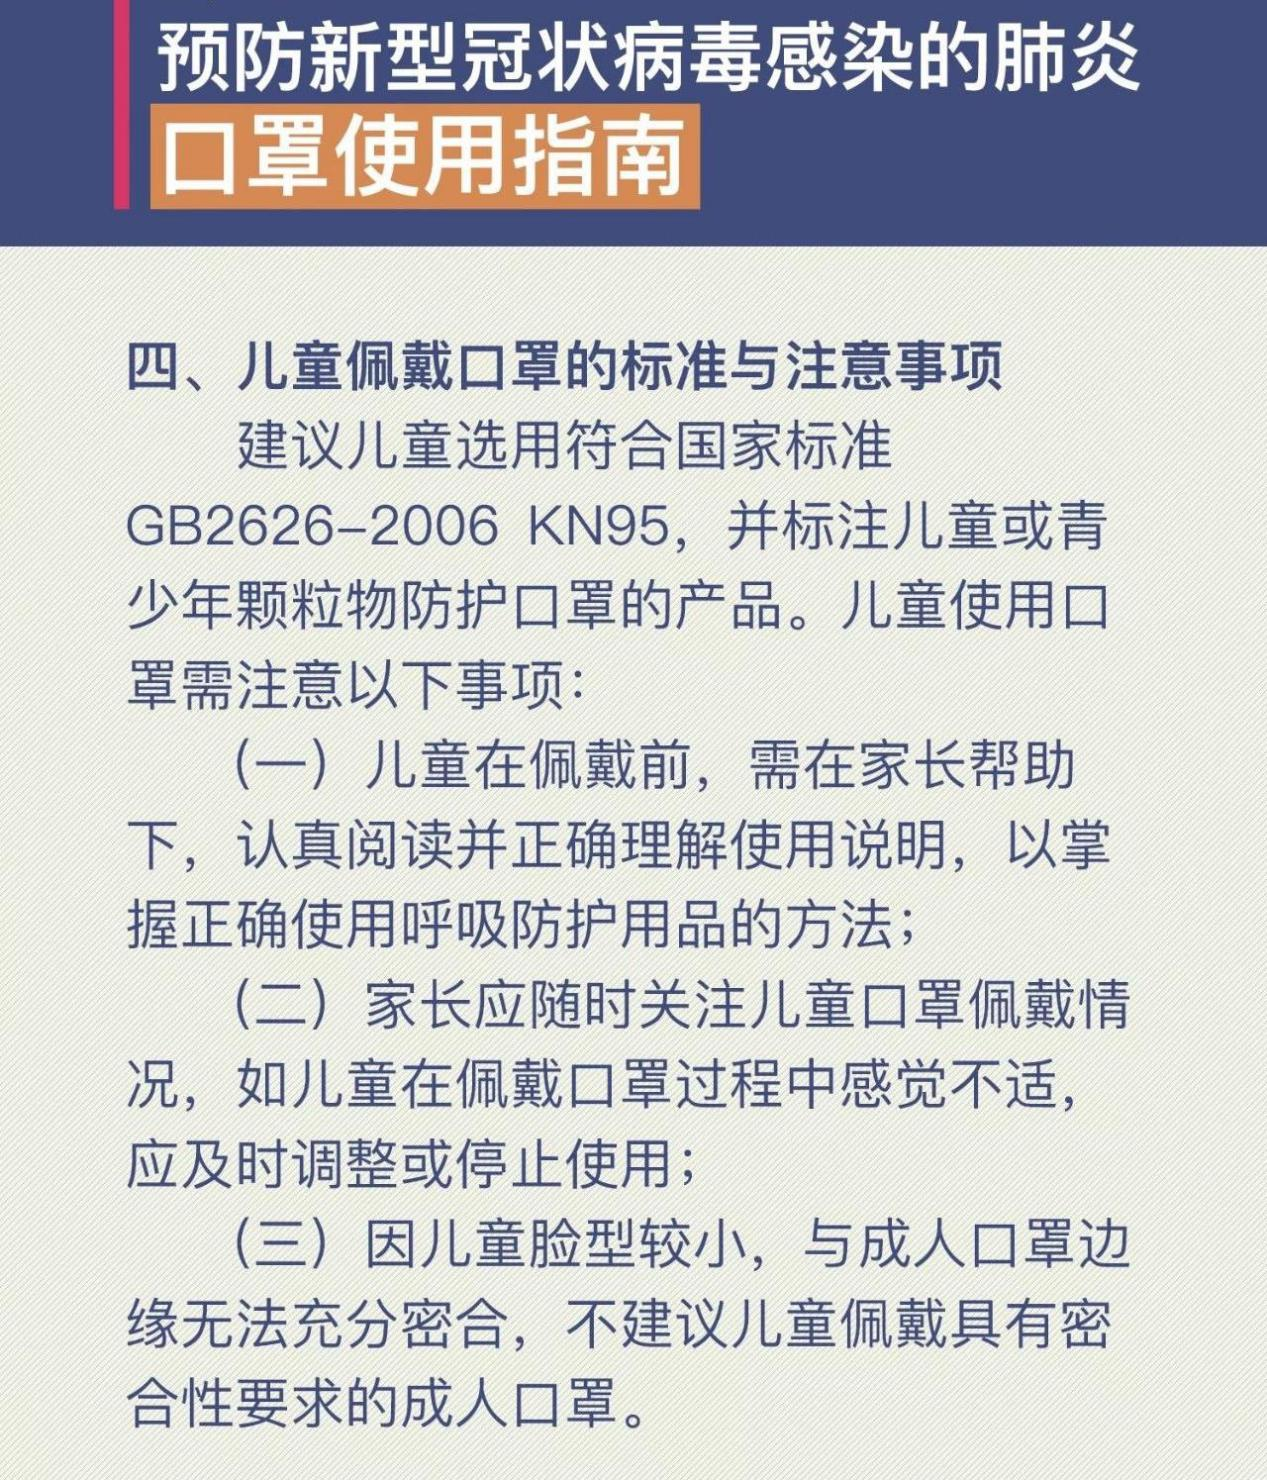 预防新型冠状病毒感染的肺炎
口罩使用指南
四、儿童佩戴口罩的标准与注意事项
建议儿童选用符合国家标准
GB2626-2006 KN95，并标注儿童或青
少年颗粒物防护口罩的产品。儿童使用口
罩需注意以下事项：
（一）儿童在佩戴前，需在家长帮助
下，认真阅读并正确理解使用说明，以掌
握正确使用呼吸防护用品的方法；
（二）家长应随时关注儿童口罩佩戴情
况，如儿童在佩戴口罩过程中感觉不适，
应及时调整或停止使用；
（三）因儿童脸型较小，与成人口罩边
缘无法充分密合，不建议儿童佩戴具有密
合性要求的成人口罩。